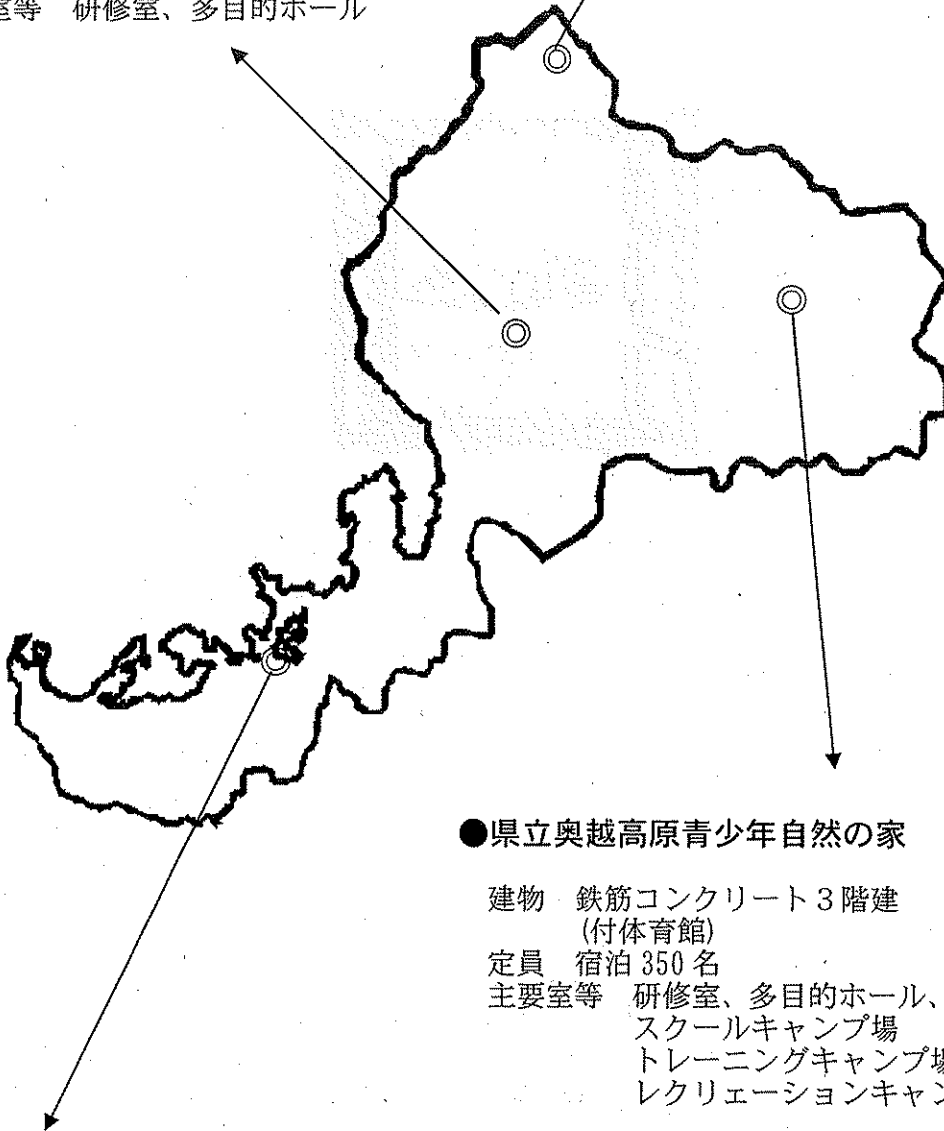 室等 研修室、多目的ホール
●県立奥越高原青少年自然の家
建物 鉄筋コンクリート3階建
(付体育館)
定員 宿泊350名
主要室等 研修室、多目的ホール、
スクールキャンプ場
トレーニングキャンプ場
レクリエーションキャン